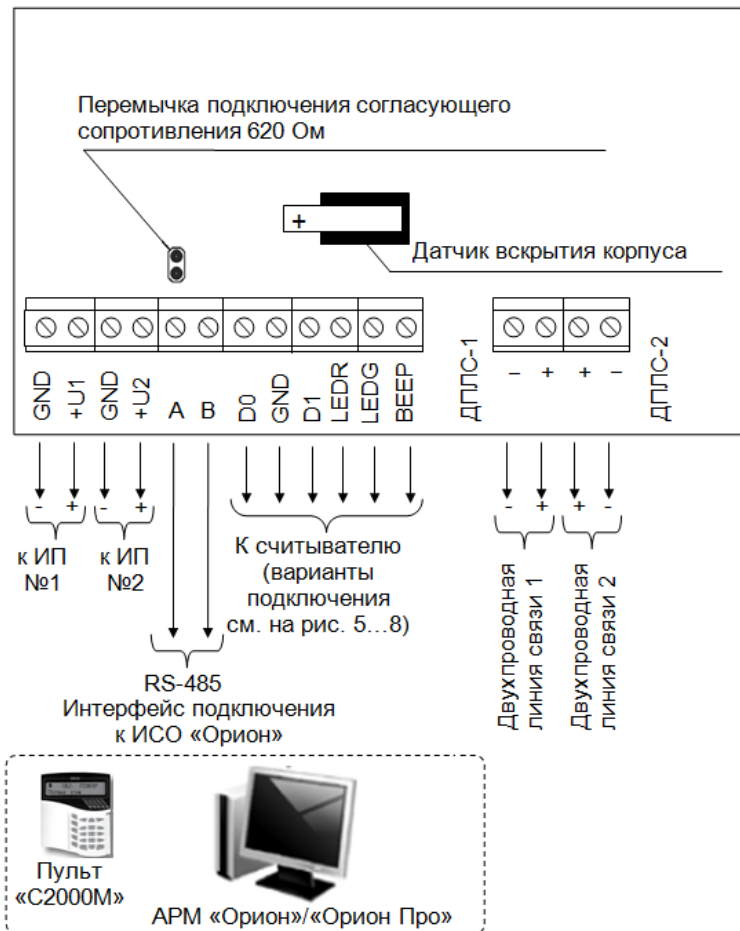 Перемычка подключения согласующего
сопротивления 620 Ом
+
Датчик вскрытия корпуса
GND
+U1
GND
+U2
A
B
D0
GND
D1
LEDR
LEDG
BEEP
ДПЛС-1
–
+
+
–
ДПЛС-2
-
+
-
+
-
+
+
-
к ИП
№1
к ИП
№2
К считывателю
(варианты
подключения
см. на рис. 5...8)
Двухпроводная
линия связи 1
Двухпроводная
линия связи 2
RS-485
Интерфейс подключения
к ИСО «Орион»
Пульт
«С2000М»
АРМ «Орион»/«Орион Про»